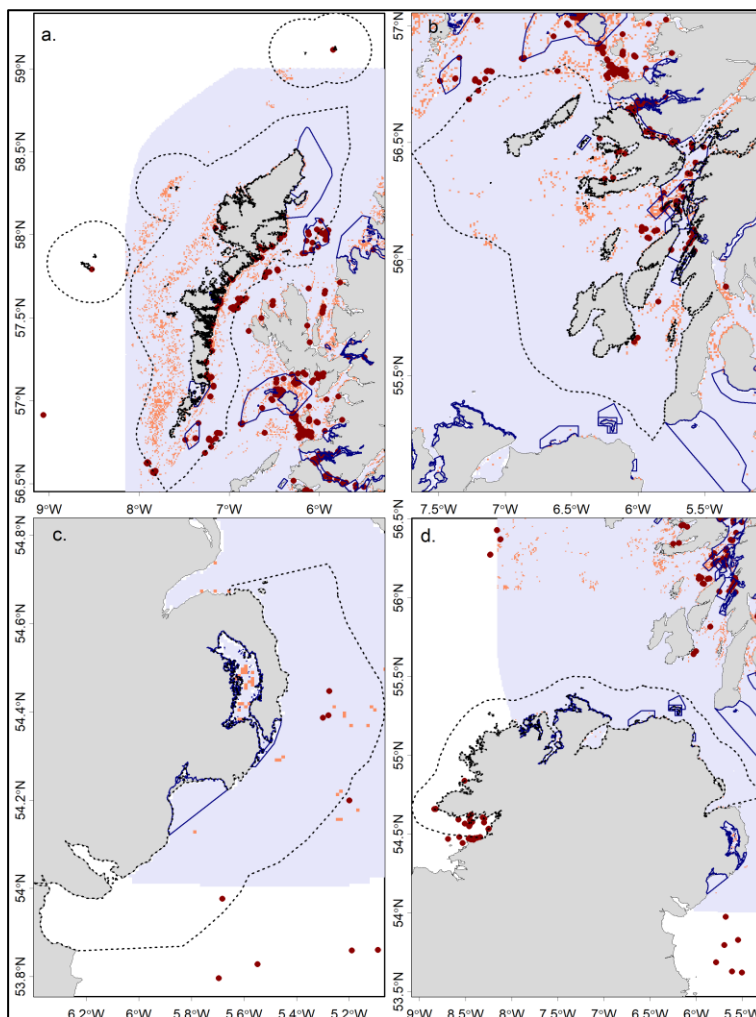 a.
59°N
58.5°N
58°N
57.5°N
57°N
56.5°N
9°W 8°W 7°W 6°W
b.
57°N
56.5°N
56°N
55.5°N
7.5°W 7°W 6.5°W 6°W 5.5°W
c.
54.8°N
54.6°N
54.4°N
54.2°N
54°N
53.8°N
6.2°W 6°W 5.8°W 5.6°W 5.4°W 5.2°W
d.
56.5°N
56°N
55.5°N
55°N
54.5°N
54°N
53.5°N
9°W 8.5°W 8°W 7.5°W 7°W 6.5°W 6°W 5.5°W